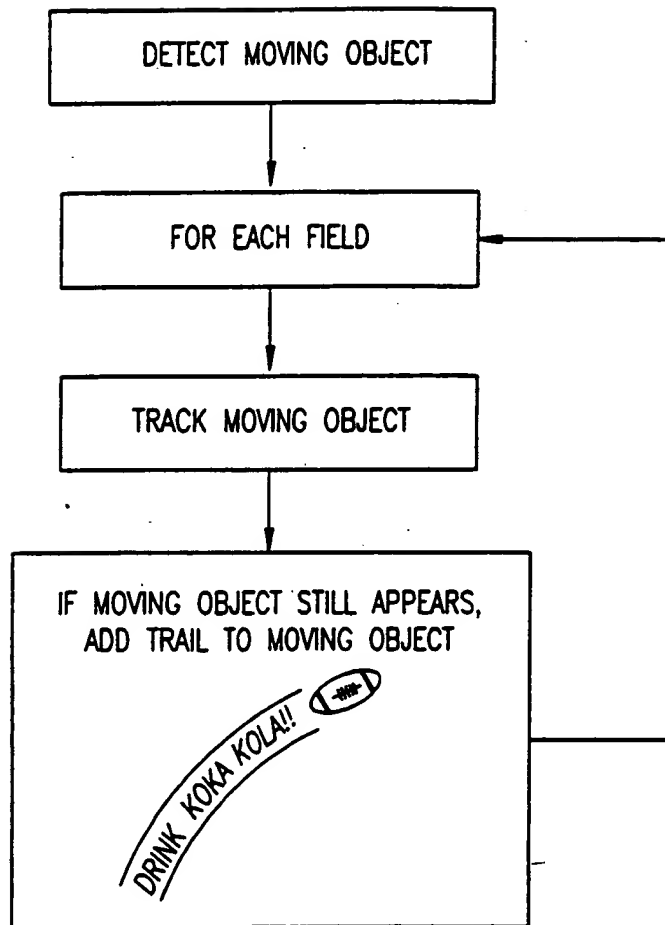 DETECT MOVING OBJECT
FOR EACH FIELD
TRACK MOVING OBJECT
IF MOVING OBJECT STILL APPEARS,
ADD TRAIL TO MOVING OBJECT
DRINK KOKA KOLA!!